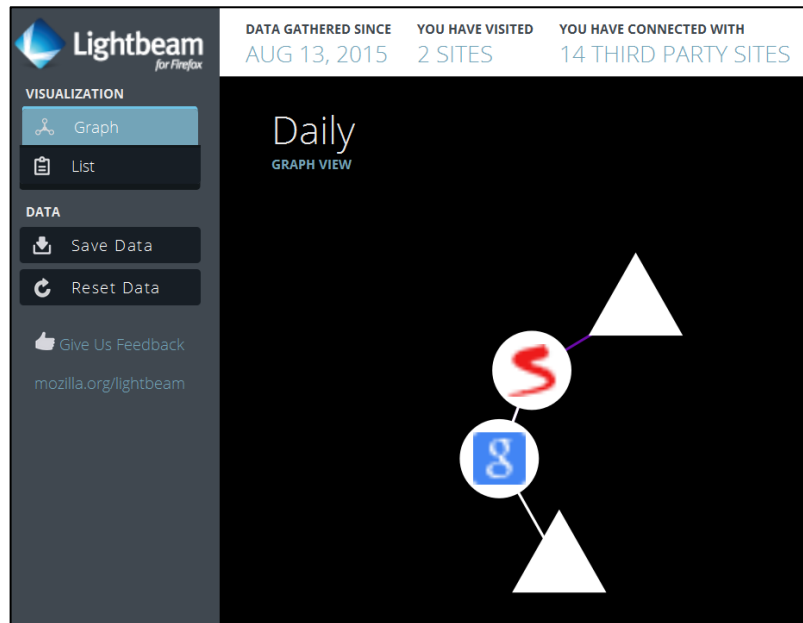 Lightbeam
for Firefox
DATA GATHERED SINCE
AUG 13, 2015
YOU HAVE VISITED
2 SITES
YOU HAVE CONNECTED WITH
14 THIRD PARTY SITES
VISUALIZATION
Graph
List
DATA
Save Data
Reset Data
Give Us Feedback
mozilla.org/lightbeam
Daily
GRAPH VIEW
g